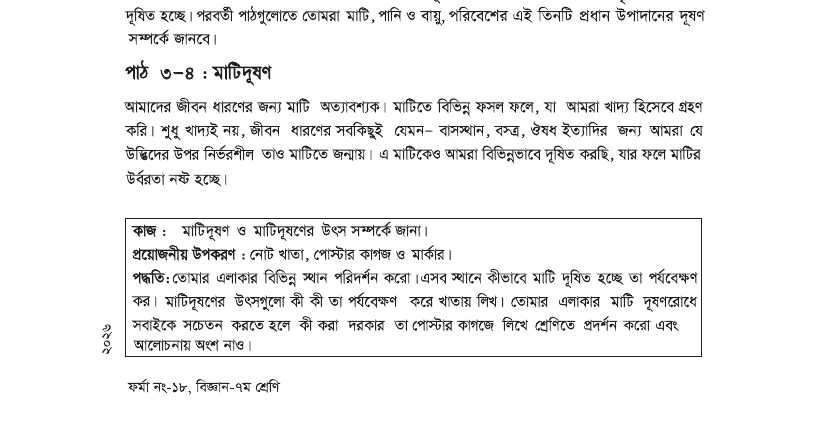 দূষিত হচ্ছে। পরবর্তী পাঠগুলোতে তোমরা মাটি, পানি ও বায়ু, পরিবেশের এই তিনটি প্রধান উপাদানের দূষণ
সম্পর্কে জানবে।
পাঠ ৩–৪ : মাটিদূষণ
আমাদের জীবন ধারণের জন্য মাটি অত্যাবশ্যক। মাটিতে বিভিন্ন ফসল ফলে, যা আমরা খাদ্য হিসেবে গ্রহণ
করি। শুধু খাদ্যই নয়, জীবন ধারণের সবকিছুই যেমন– বাসস্থান, বস্ত্র, ঔষধ ইত্যাদির জন্য আমরা যে
উদ্ভিদের উপর নির্ভরশীল তাও মাটিতে জন্মায়। এ মাটিকেও আমরা বিভিন্নভাবে দূষিত করছি, যার ফলে মাটির
উর্বরতা নষ্ট হচ্ছে।
কাজ : মাটিদূষণ ও মাটিদূষণের উৎস সম্পর্কে জানা।
প্রয়োজনীয় উপকরণ : নোট খাতা, পোস্টার কাগজ ও মার্কার।
পদ্ধতি: তোমার এলাকার বিভিন্ন স্থান পরিদর্শন করো। এসব স্থানে কীভাবে মাটি দূষিত হচ্ছে তা পর্যবেক্ষণ
কর। মাটিদূষণের উৎসগুলো কী কী তা পর্যবেক্ষণ করে খাতায় লিখ। তোমার এলাকার মাটি দূষণরোধে
সবাইকে সচেতন করতে হলে কী করা দরকার তা পোস্টার কাগজে লিখে শ্রেণিতে প্রদর্শন করো এবং
আলোচনায় অংশ নাও।
২০২৬
ফর্মা নং-১৮, বিজ্ঞান-৭ম শ্রেণি